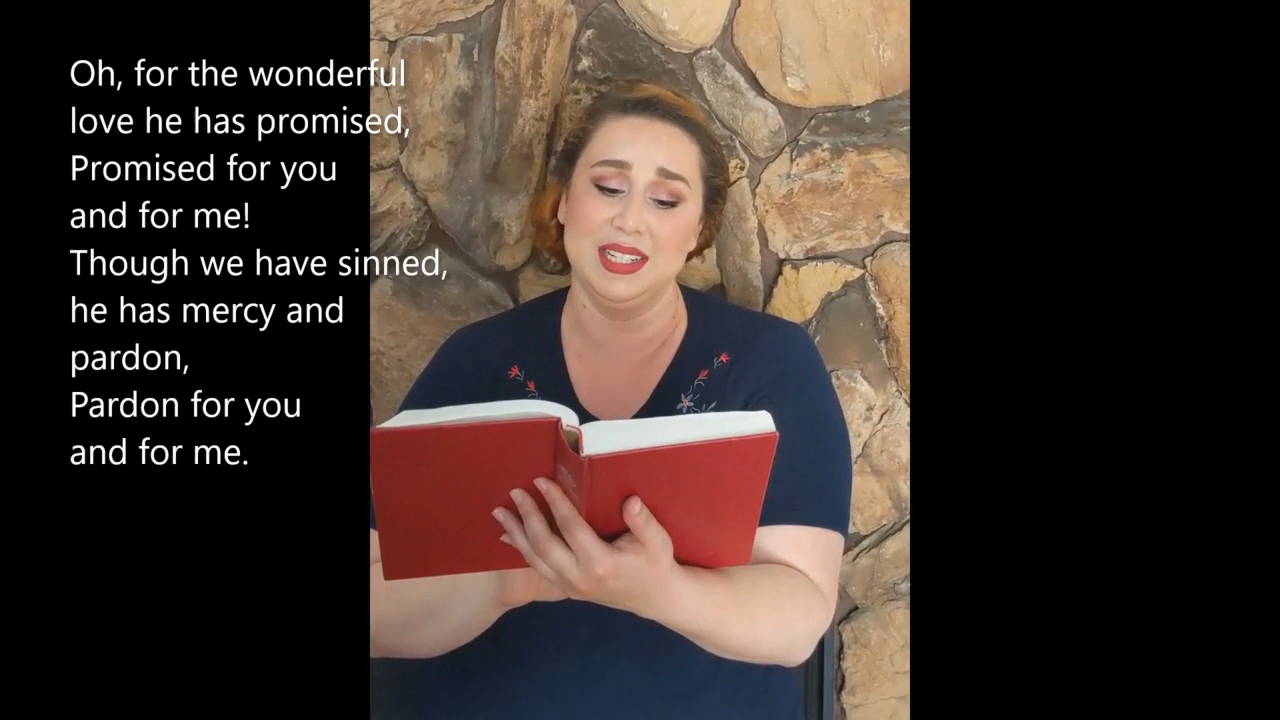 Oh, for the wonderful
love he has promised,
Promised for you
and for me!
Though we have sinned,
he has mercy and
pardon,
Pardon for you
and for me.